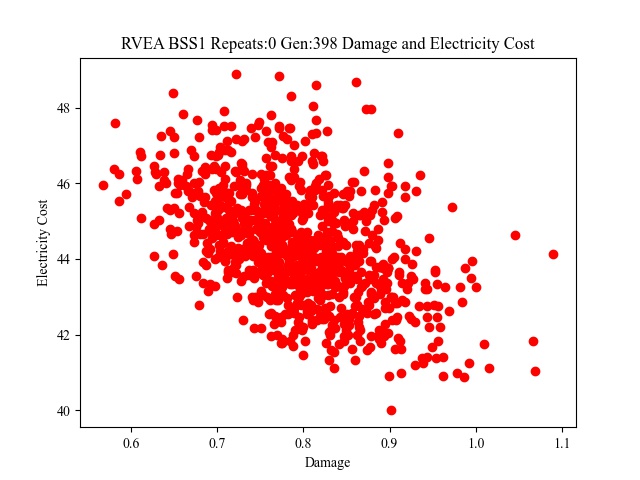 RVEA BSS1 Repeats:0 Gen:398 Damage and Electricity Cost
Electricity Cost
48
46
44
42
40
0.6 0.7 0.8 0.9 1.0 1.1
Damage